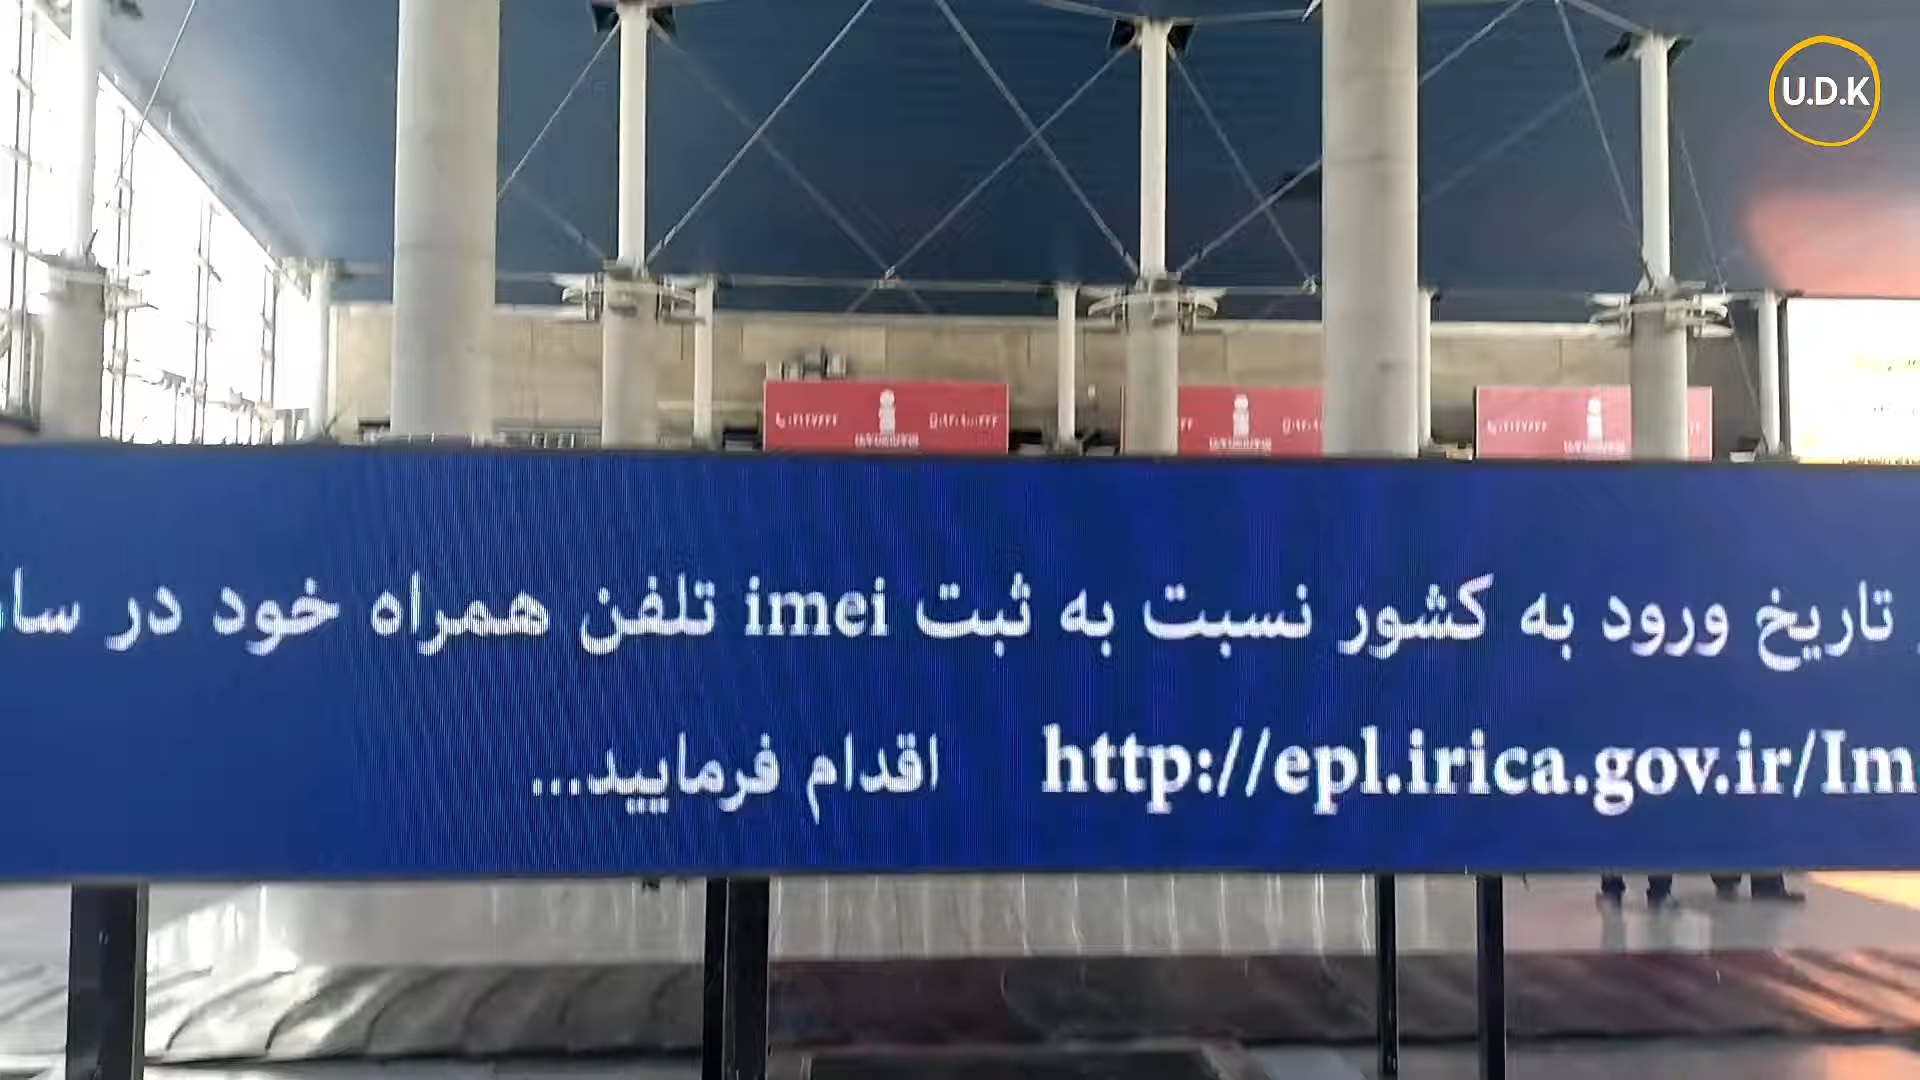 U.D.K
تاریخ ورود به کشور نسبت به ثبت imei تلفن همراه خود در سا
http://epl.irica.gov.ir/Im اقدام فرمایید...